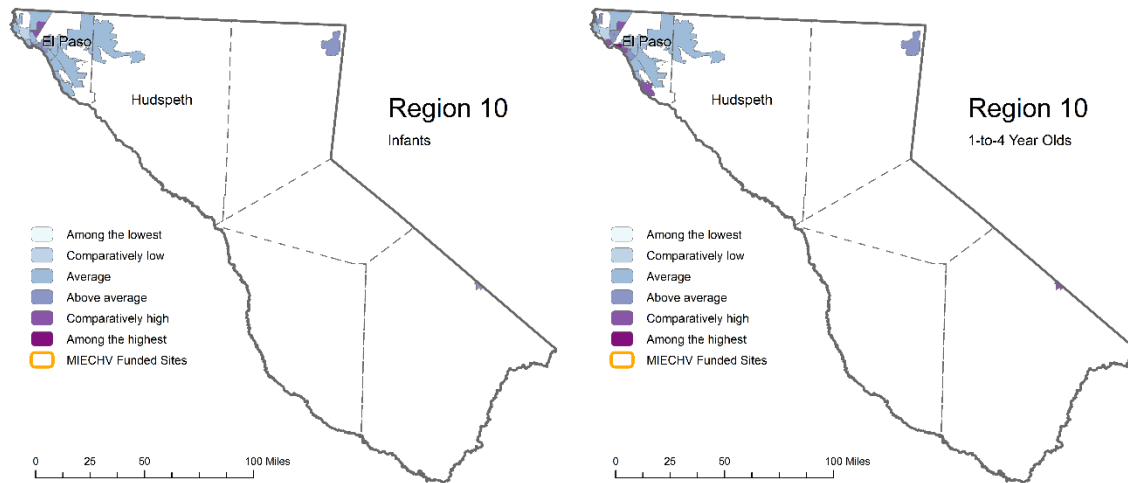 El Paso
Hudspeth
Region 10
Infants
Among the lowest
Comparatively low
Average
Above average
Comparatively high
Among the highest
MIECHV Funded Sites
0 25 50 100 Miles
El Paso
Hudspeth
Region 10
1-to-4 Year Olds
Among the lowest
Comparatively low
Average
Above average
Comparatively high
Among the highest
MIECHV Funded Sites
0 25 50 100 Miles